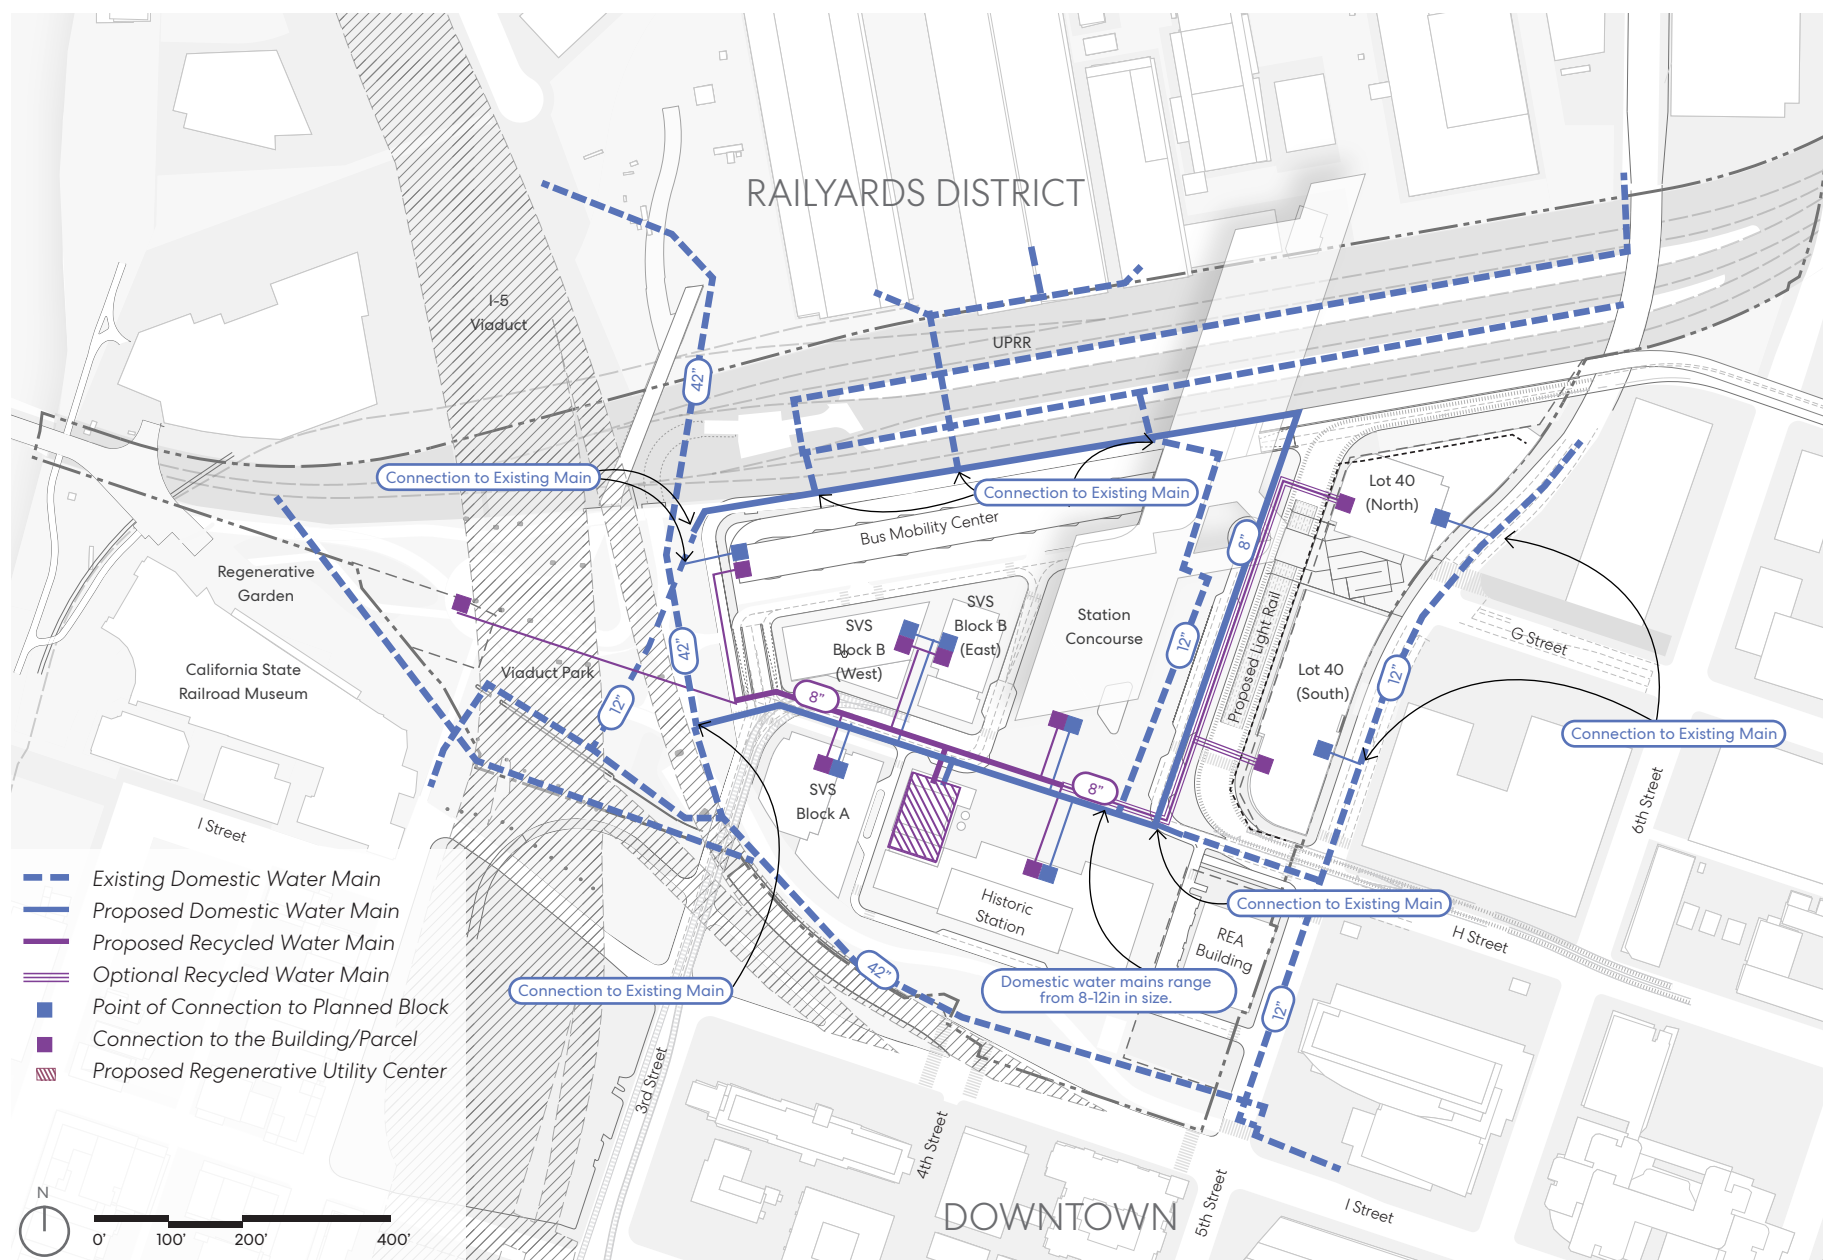 RAILYARDS DISTRICT
I-5
Viaduct
UPRR
42”
Connection to Existing Main
Connection to Existing Main
Lot 40
(North)
Bus Mobility Center
8”
Regenerative
Garden
SVS
Block B
(West)
SVS
Block B
(East)
Station
Concourse
12”
Proposed Light Rail
G Street
California State
Railroad Museum
Viaduct Park
42”
12”
8”
Lot 40
(South)
12”
Connection to Existing Main
SVS
Block A
8”
6th Street
I Street
Historic
Station
REA
Building
Connection to Existing Main
H Street
42”
Connection to Existing Main
Domestic water mains range
from 8-12in in size.
12”
3rd Street
4th Street
5th Street
I Street
DOWNTOWN
Existing Domestic Water Main
Proposed Domestic Water Main
Proposed Recycled Water Main
Optional Recycled Water Main
Point of Connection to Planned Block
Connection to the Building/Parcel
Proposed Regenerative Utility Center
N
0’ 100’ 200’ 400’